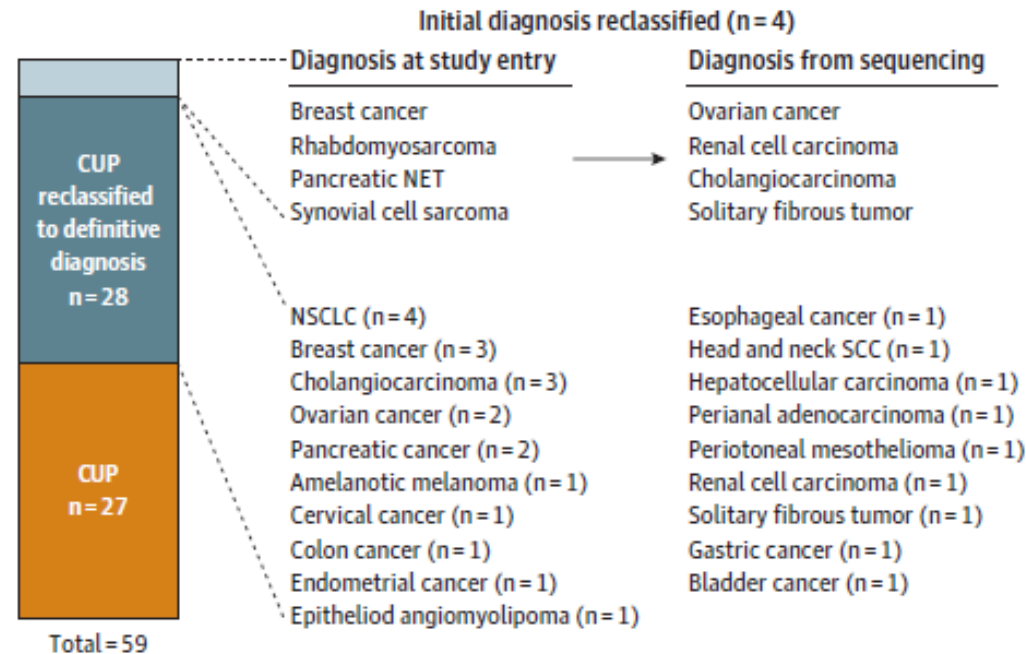 Initial diagnosis reclassified (n=4)
Diagnosis at study entry
Diagnosis from sequencing
Breast cancer
Ovarian cancer
Rhabdomyosarcoma
Renal cell carcinoma
Pancreatic NET
Cholangiocarcinoma
Synovial cell sarcoma
Solitary fibrous tumor
CUP
reclassified
to definitive
diagnosis
n=28
NSCLC (n=4)
Breast cancer (n=3)
Cholangiocarcinoma (n=3)
Ovarian cancer (n=2)
Pancreatic cancer (n=2)
Amelanotic melanoma (n=1)
Cervical cancer (n=1)
Colon cancer (n=1)
Endometrial cancer (n=1)
Epitheliod angiomyolipoma (n=1)
Esophageal cancer (n=1)
Head and neck SCC (n=1)
Hepatocellular carcinoma (n=1)
Perianal adenocarcinoma (n=1)
Periotoneal mesothelioma (n=1)
Renal cell carcinoma (n=1)
Solitary fibrous tumor (n=1)
Gastric cancer (n=1)
Bladder cancer (n=1)
CUP
n=27
Total=59